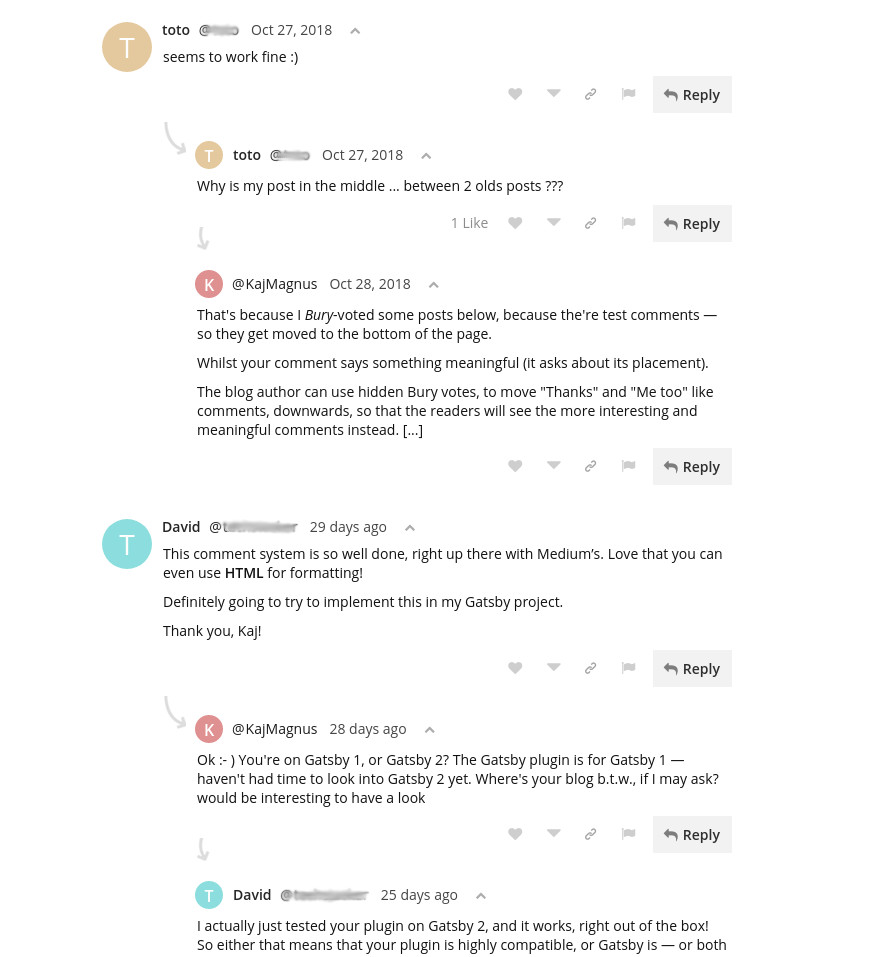 T
toto @ Oct 27, 2018
seems to work fine :)
Reply
T
toto @ Oct 27, 2018
Why is my post in the middle ... between 2 olds posts ???
1 Like
Reply
K
@KajMagnus Oct 28, 2018
That's because I Bury-voted some posts below, because the're test comments —
so they get moved to the bottom of the page.
Whilst your comment says something meaningful (it asks about its placement).
The blog author can use hidden Bury votes, to move "Thanks" and "Me too" like
comments, downwards, so that the readers will see the more interesting and
meaningful comments instead. [...]
Reply
T
David @ 29 days ago
This comment system is so well done, right up there with Medium’s. Love that you can
even use HTML for formatting!
Definitely going to try to implement this in my Gatsby project.
Thank you, Kaj!
Reply
K
@KajMagnus 28 days ago
Ok :- ) You're on Gatsby 1, or Gatsby 2? The Gatsby plugin is for Gatsby 1 —
haven't had time to look into Gatsby 2 yet. Where's your blog b.t.w., if I may ask?
would be interesting to have a look
Reply
T
David @ 25 days ago
I actually just tested your plugin on Gatsby 2, and it works, right out of the box!
So either that means that your plugin is highly compatible, or Gatsby is — or both